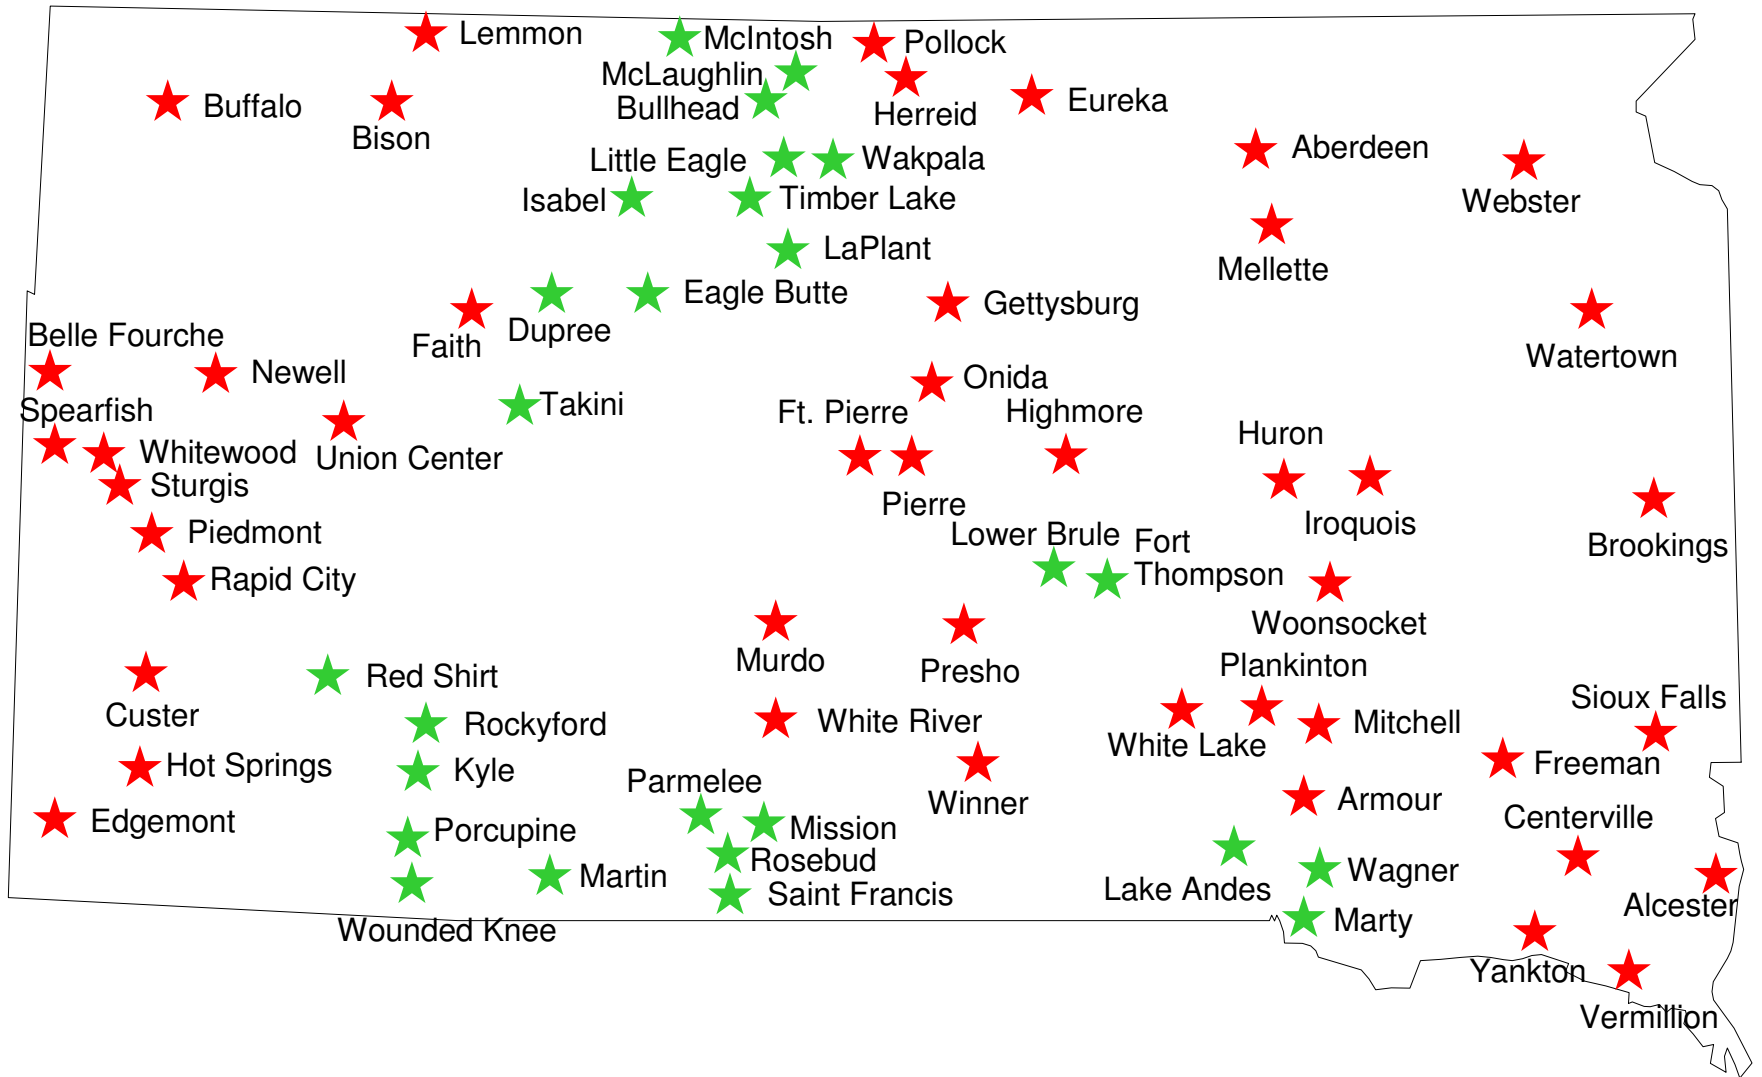 Lemmon
McIntosh
Pollock
McLaughlin
Buffalo
Bullhead
Herreid
Eureka
Bison
Aberdeen
Little Eagle
Wakpala
Isabel
Timber Lake
Webster
LaPlant
Mellette
Eagle Butte
Gettysburg
Belle Fourche
Dupree
Faith
Watertown
Newell
Onida
Spearfish
Takini
Ft. Pierre
Highmore
Huron
Whitewood
Union Center
Sturgis
Pierre
Iroquois
Piedmont
Lower Brule
Fort
Thompson
Brookings
Rapid City
Woonsocket
Murdo
Presho
Plankinton
Red Shirt
Sioux Falls
Custer
Rockyford
White River
Mitchell
White Lake
Hot Springs
Kyle
Freeman
Parmelee
Winner
Armour
Edgemont
Porcupine
Mission
Centerville
Rosebud
Martin
Wagner
Saint Francis
Lake Andes
Alcester
Wounded Knee
Marty
Yankton
Vermillion